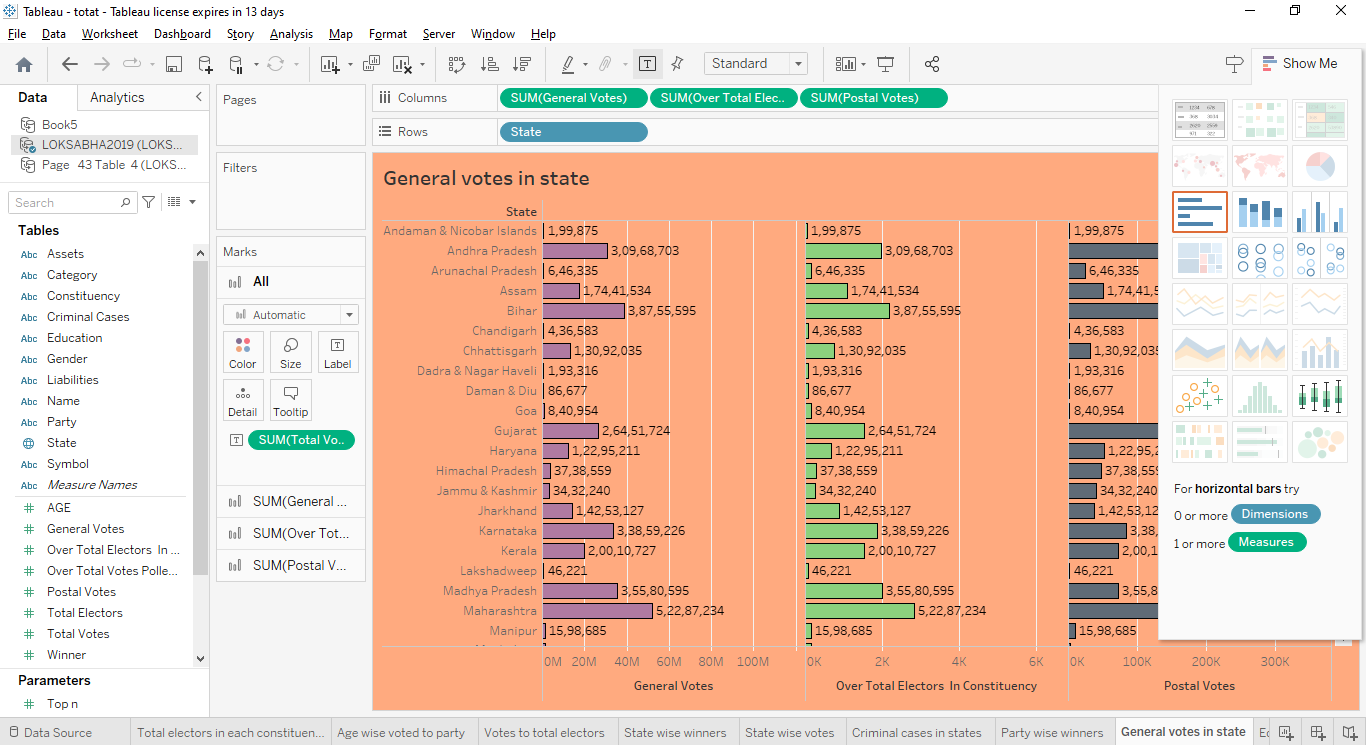 Tableau - totat - Tableau license expires in 13 days
File Data Worksheet Dashboard Story Analysis Map Format Server Window Help
Standard
Show Me
Data Analytics
Book5
LOKSABHA2019 (LOKS...
Page 43 Table 4 (LOKS...
Search
Tables
Abc Assets
Abc Category
Abc Constituency
Abc Criminal Cases
Abc Education
Abc Gender
Abc Liabilities
Abc Name
Abc Party
State
Abc Symbol
Abc Measure Names
# AGE
# General Votes
# Over Total Electors In ...
# Over Total Votes Polle...
# Postal Votes
# Total Electors
# Total Votes
# Winner
Parameters
# Top n
Pages
Filters
Marks
All
Automatic
Color Size Label
Detail Tooltip
SUM(Total Vo..
SUM(General ...
SUM(Over Tot...
SUM(Postal V...
Columns SUM(General Votes) SUM(Over Total Elec.. SUM(Postal Votes)
Rows State
General votes in state
State
Andaman & Nicobar Islands 1,99,875 1,99,875 1,99,875
Andhra Pradesh 3,09,68,703 3,09,68,703
Arunachal Pradesh 6,46,335 6,46,335 6,46,335
Assam 1,74,41,534 1,74,41,534 1,74,41,5
Bihar 3,87,55,595 3,87,55,595
Chandigarh 4,36,583 4,36,583 4,36,583
Chhattisgarh 1,30,92,035 1,30,92,035 1,30,92,035
Dadra & Nagar Haveli 1,93,316 1,93,316 1,93,316
Daman & Diu 86,677 86,677 86,677
Goa 8,40,954 8,40,954 8,40,954
Gujarat 2,64,51,724 2,64,51,724
Haryana 1,22,95,211 1,22,95,211 1,22,95,2
Himachal Pradesh 37,38,559 37,38,559 37,38,559
Jammu & Kashmir 34,32,240 34,32,240 34,32,240
Jharkhand 1,42,53,127 1,42,53,127 1,42,53,12
Karnataka 3,38,59,226 3,38,59,226 3,38,
Kerala 2,00,10,727 2,00,10,727 2,00,1
Lakshadweep 46,221 46,221 46,221
Madhya Pradesh 3,55,80,595 3,55,80,595 3,55,8
Maharashtra 5,22,87,234 5,22,87,234
Manipur 15,98,685 15,98,685 15,98,685
0M 20M 40M 60M 80M 100M 0K 2K 4K 6K 0K 100K 200K 300K
General Votes Over Total Electors In Constituency Postal Votes
For horizontal bars try
0 or more Dimensions
1 or more Measures
Data Source Total electors in each constituen... Age wise voted to party Votes to total electors State wise winners State wise votes Criminal cases in states Party wise winners General votes in state